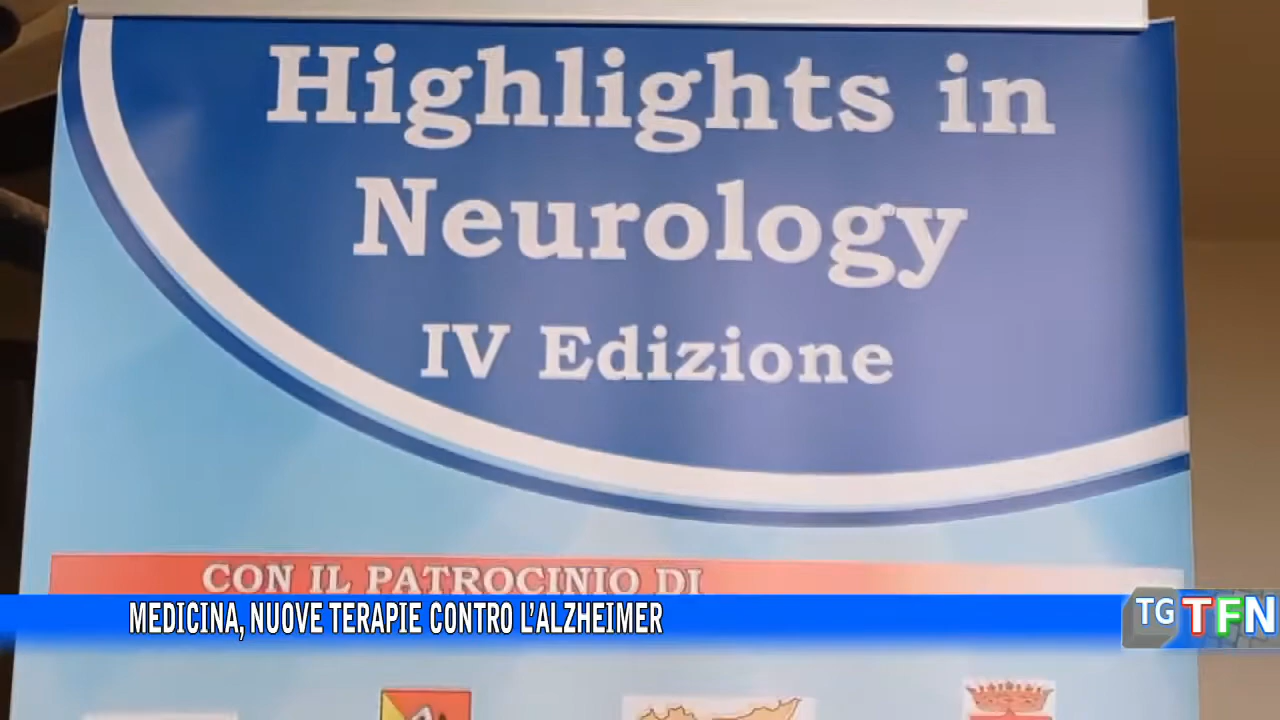 Highlights in
Neurology
IV Edizione
CON IL PATROCINIO DI
MEDICINA, NUOVE TERAPIE CONTRO L'ALZHEIMER
TG TFN